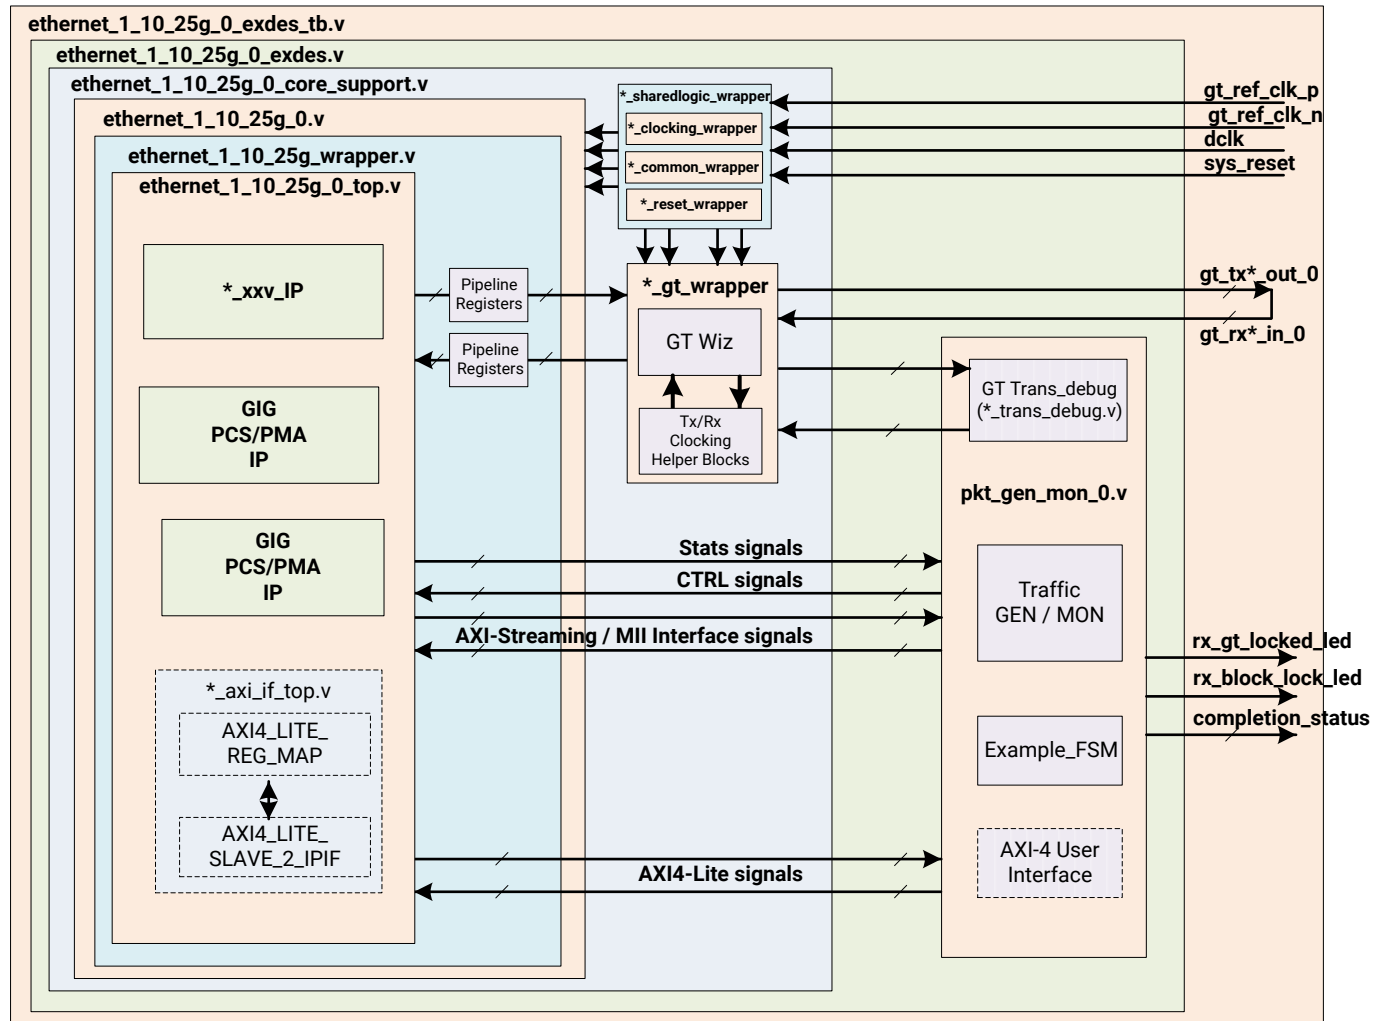 ethernet_1_10_25g_0_exdes_tb.v
ethernet_1_10_25g_0_exdes.v
ethernet_1_10_25g_0_core_support.v
ethernet_1_10_25g_0.v
ethernet_1_10_25g_wrapper.v
ethernet_1_10_25g_0_top.v
*_xxv_IP
GIG
PCS/PMA
IP
GIG
PCS/PMA
IP
*_axi_if_top.v
AXI4_LITE_
REG_MAP
AXI4_LITE_
SLAVE_2_IPIF
Pipeline
Registers
Pipeline
Registers
*_sharedlogic_wrapper
*_clocking_wrapper
*_common_wrapper
*_reset_wrapper
*_gt_wrapper
GT Wiz
Tx/Rx
Clocking
Helper Blocks
Stats signals
CTRL signals
AXI-Streaming / MII Interface signals
AXI4-Lite signals
GT Trans_debug
(*_trans_debug.v)
pkt_gen_mon_0.v
Traffic
GEN / MON
Example_FSM
AXI-4 User
Interface
gt_ref_clk_p
gt_ref_clk_n
dclk
sys_reset
gt_tx*_out_0
gt_rx*_in_0
rx_gt_locked_led
rx_block_lock_led
completion_status